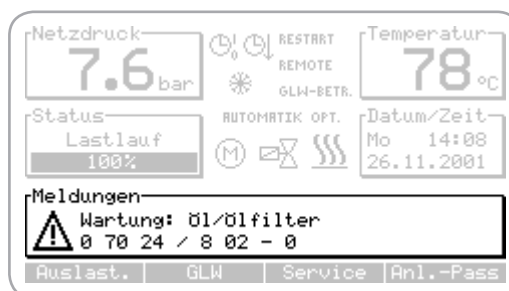 Netzdruck
7.6 bar
RESTART
REMOTE
GLW-BETR.
Temperatur
78 °C
Status
Lastlauf
100%
AUTOMATIK OPT.
M
Datum/Zeit
Mo 14:08
26.11.2001
Meldungen
Wartung: öl/ölfilter
0 70 24 / 8 02 - 0
Auslast. GLW Service Anl.-Pass